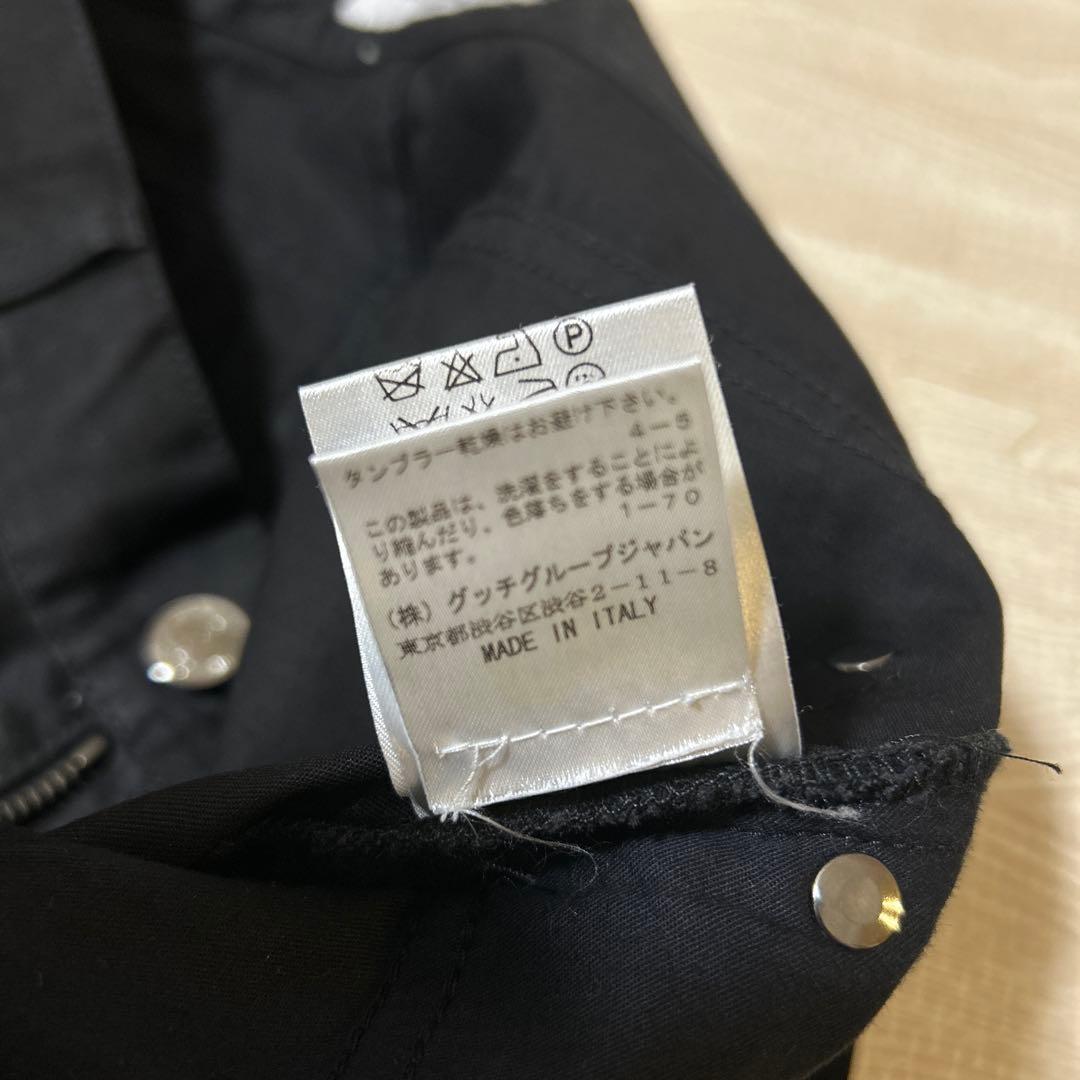 P
タンブラー乾燥はお避け下さい。
4-5
この製品は、洗濯をすることによ
り縮んだり、色落ちをする場合が
あります。
1-70
(株) グッチグループジャパン
東京都渋谷区渋谷2-11-8
MADE IN ITALY